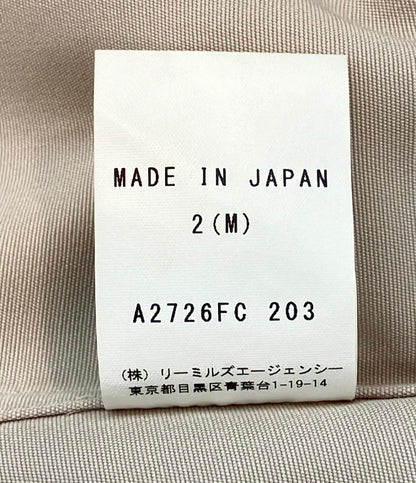 MADE IN JAPAN
2(M)
A2726FC 203
(株) リーミルズエージェンシー
東京都目黒区青葉台1-19-14